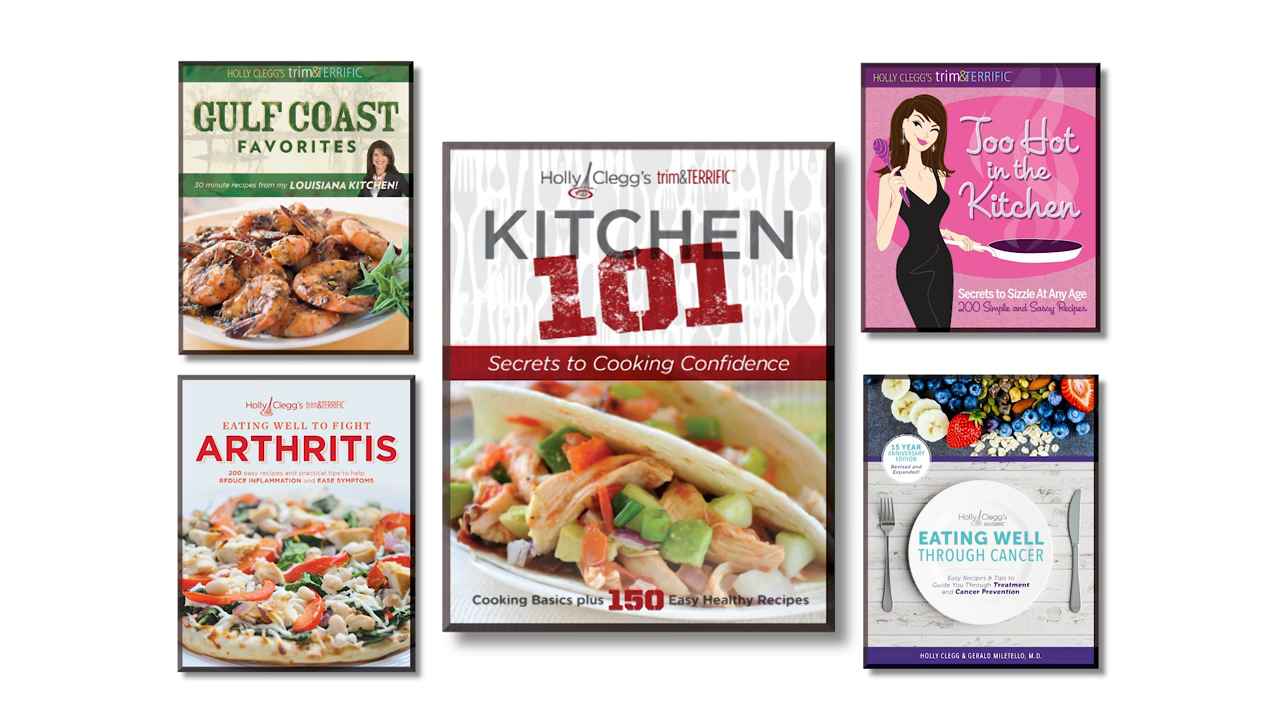 HOLLY CLEGG'S trim&TERRIFIC™
GULF COAST
FAVORITES
30 minute recipes from my LOUISIANA KITCHEN!
Holly Clegg's trim&TERRIFIC™
EATING WELL TO FIGHT
ARTHRITIS
200 easy recipes and practical tips to help
REDUCE INFLAMMATION and EASE SYMPTOMS
Holly Clegg's trim&TERRIFIC™
KITCHEN
101
Secrets to Cooking Confidence
Cooking Basics plus 150 Easy Healthy Recipes
HOLLY CLEGG'S trim&TERRIFIC™
Too Hot
in the
Kitchen
Secrets to Sizzle At Any Age
200 Simple and Sassy Recipes
15 YEAR
ANNIVERSARY
EDITION
Revised and
Expanded!
Holly Clegg's
trim&TERRIFIC
EATING WELL
THROUGH CANCER
Easy Recipes & Tips to
Guide You Through Treatment
and Cancer Prevention
HOLLY CLEGG & GERALD MILETELLO, M.D.